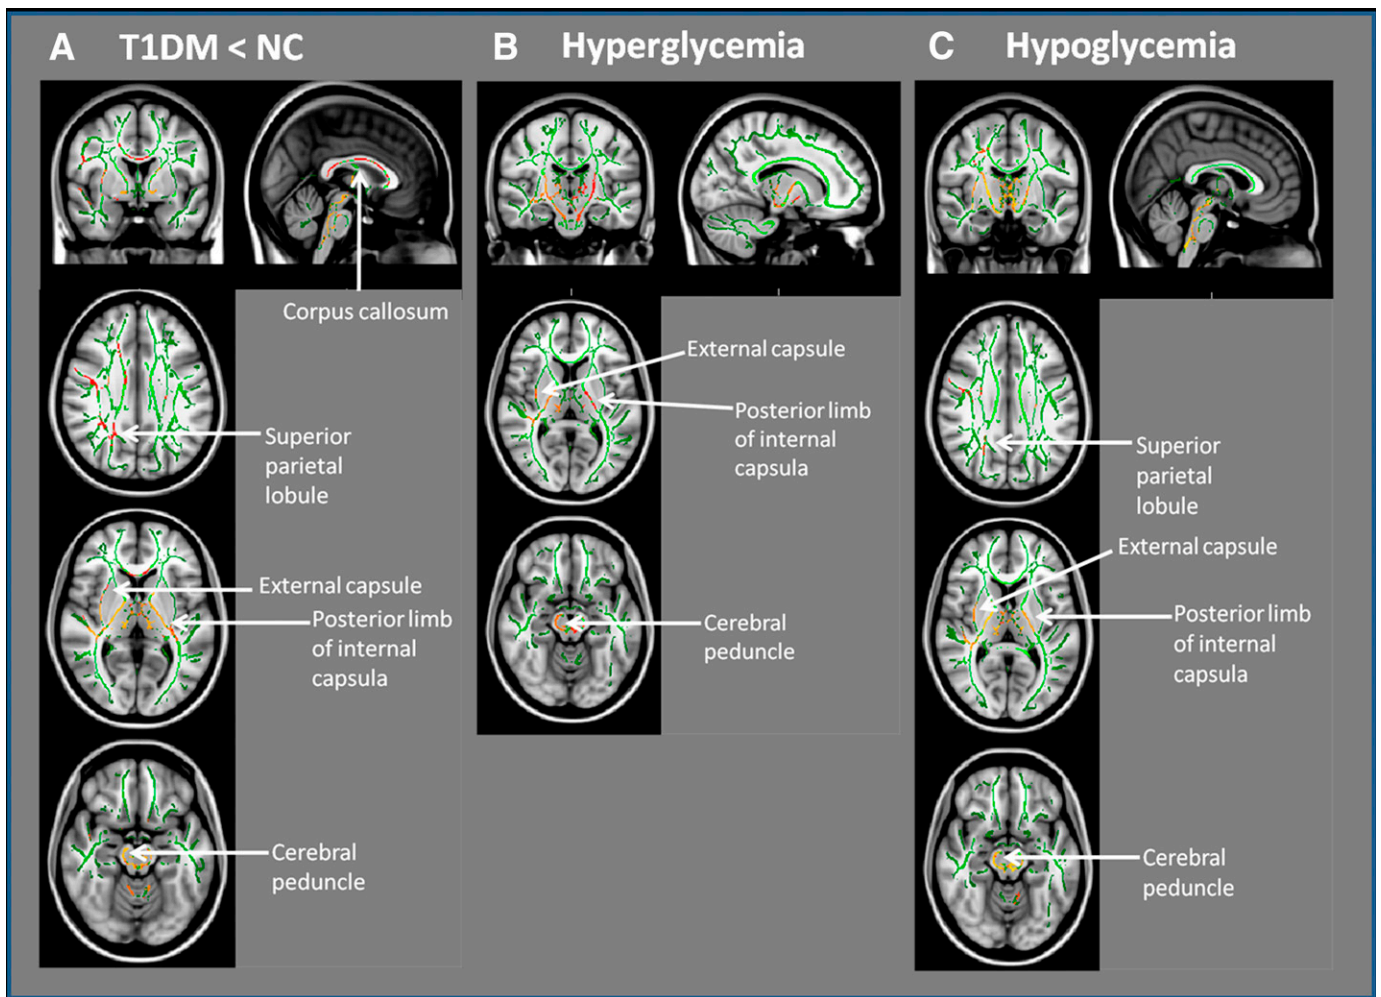 A T1DM < NC
Corpus callosum
Superior
parietal
lobule
External capsule
Posterior limb
of internal
capsula
Cerebral
peduncle
B Hyperglycemia
External capsule
Posterior limb
of internal
capsula
Cerebral
peduncle
C Hypoglycemia
Superior
parietal
lobule
External capsule
Posterior limb
of internal
capsula
Cerebral
peduncle